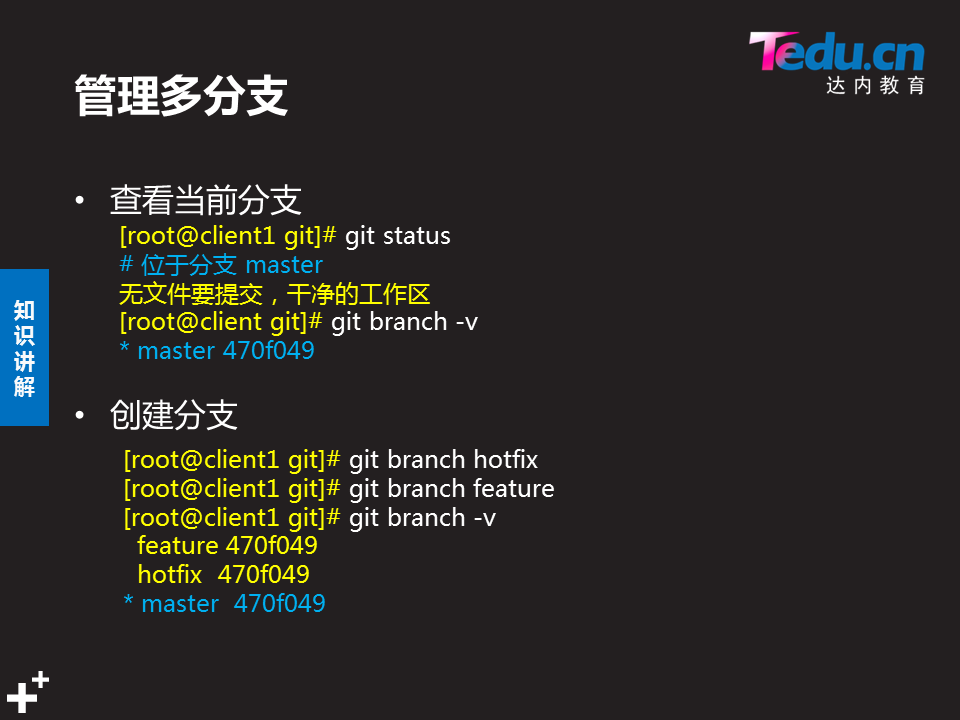 Tedu.cn
达内教育
管理多分支
• 查看当前分支
[root@client1 git]# git status
# 位于分支 master
无文件要提交，干净的工作区
[root@client git]# git branch -v
* master 470f049
知识讲解
• 创建分支
[root@client1 git]# git branch hotfix
[root@client1 git]# git branch feature
[root@client1 git]# git branch -v
feature 470f049
hotfix 470f049
* master 470f049